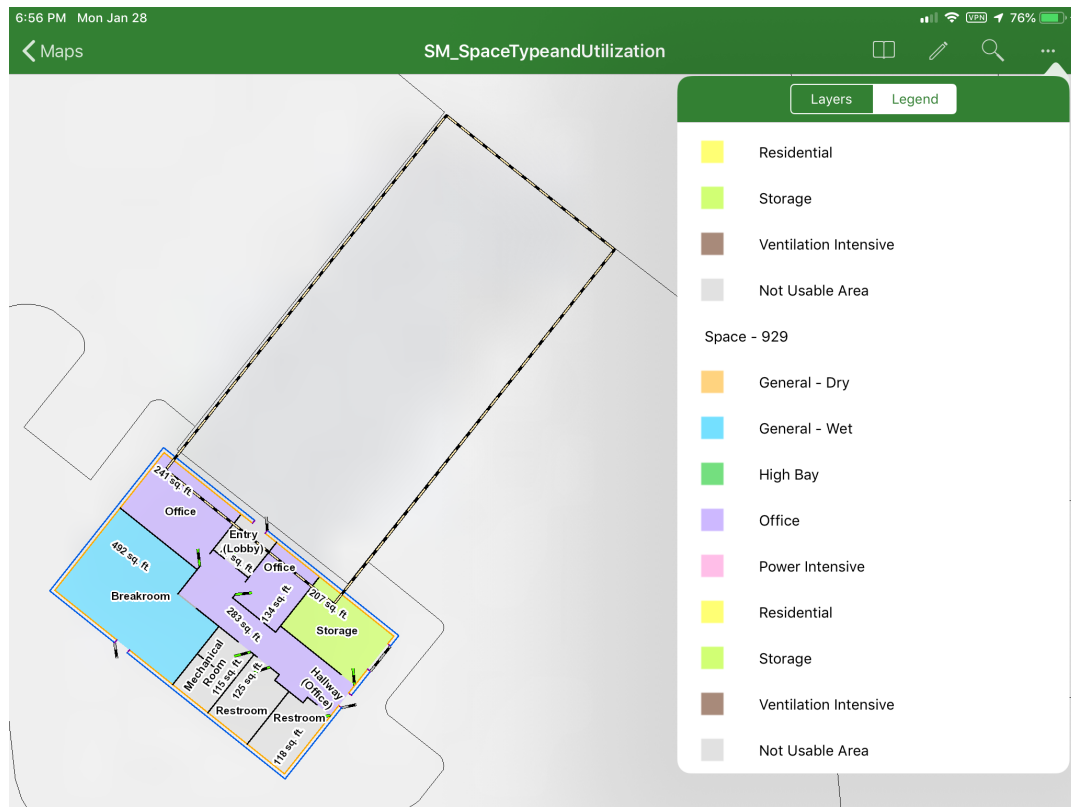 6:56 PM Mon Jan 28
VPN
76%
Maps
SM_SpaceTypeandUtilization
Layers
Legend
Residential
Storage
Ventilation Intensive
Not Usable Area
Space - 929
General - Dry
General - Wet
High Bay
Office
Power Intensive
Residential
Storage
Ventilation Intensive
Not Usable Area
241 sq. ft.
Office
Entry
(Lobby)
sq. ft.
Office
134 sq. ft.
207 sq. ft.
Storage
492 sq. ft.
Breakroom
283 sq. ft.
Hallway
(Office)
Mechanical
Room
115 sq. ft.
125 sq. ft.
Restroom
Restroom
118 sq. ft.